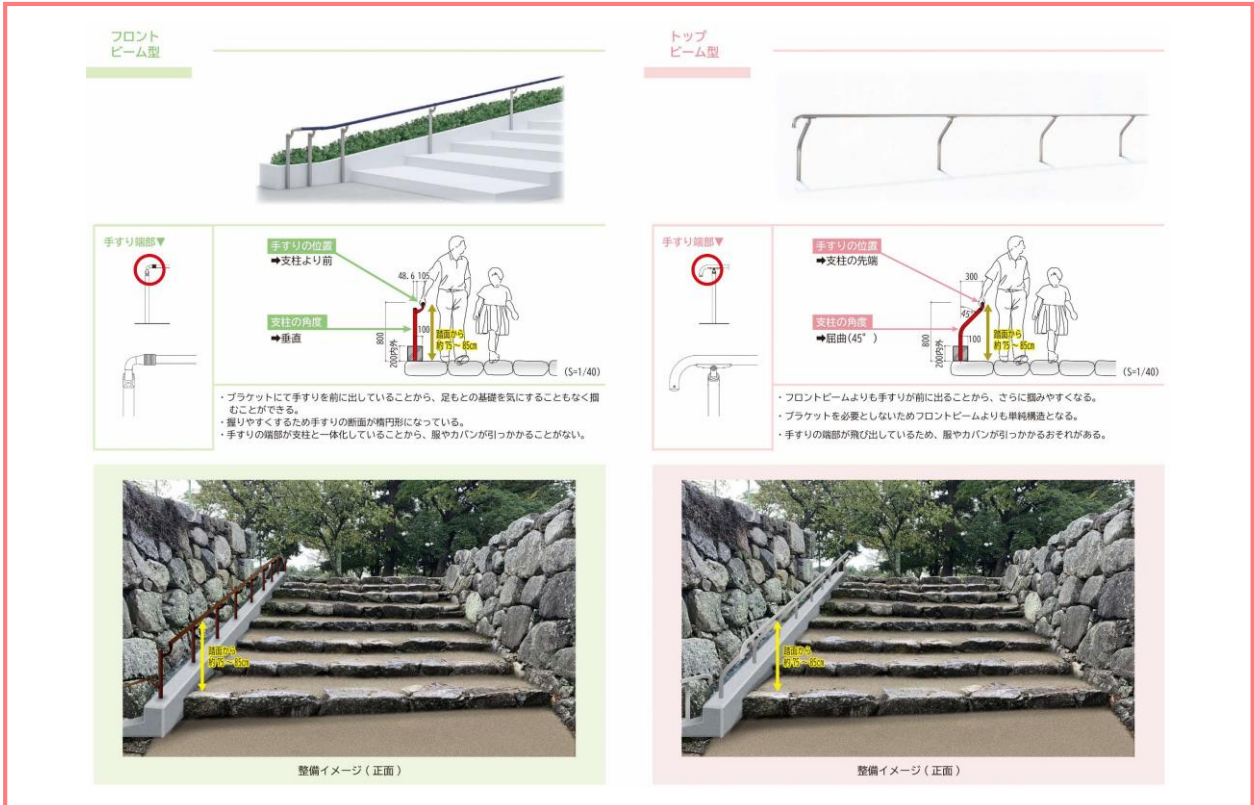 フロント
ビーム型
手すり端部▼
手すりの位置
➡支柱より前
支柱の角度
➡垂直
48.6 105
100
800
200内外
踏面から
約75～85㎝
(S=1/40)
・ブラケットにて手すりを前に出していることから、足もとの基礎を気にすることもなく掴
むことができる。
・握りやすくするため手すりの断面が楕円形になっている。
・手すりの端部が支柱と一体化していることから、服やカバンが引っかかることがない。
踏面から
約75～85㎝
整備イメージ ( 正面 )
トップ
ビーム型
手すり端部▼
手すりの位置
➡支柱の先端
支柱の角度
➡屈曲(45°)
300
45°
100
800
200内外
踏面から
約75～85㎝
(S=1/40)
・フロントビームよりも手すりが前に出ることから、さらに掴みやすくなる。
・ブラケットを必要としないためフロントビームよりも単純構造となる。
・手すりの端部が飛び出しているため、服やカバンが引っかかるおそれがある。
踏面から
約75～85㎝
整備イメージ ( 正面 )